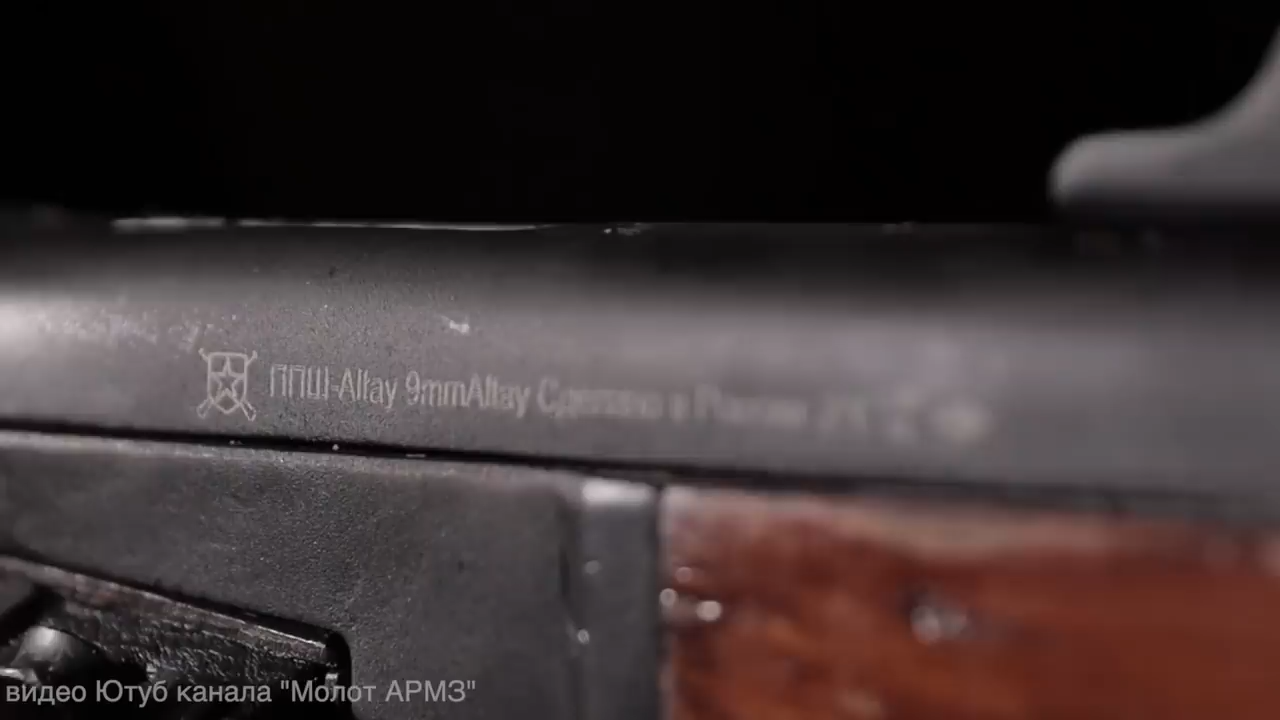 ППШ-Altay 9mmAltay Сделано в России
видео Ютуб канала "Молот АРМЗ"